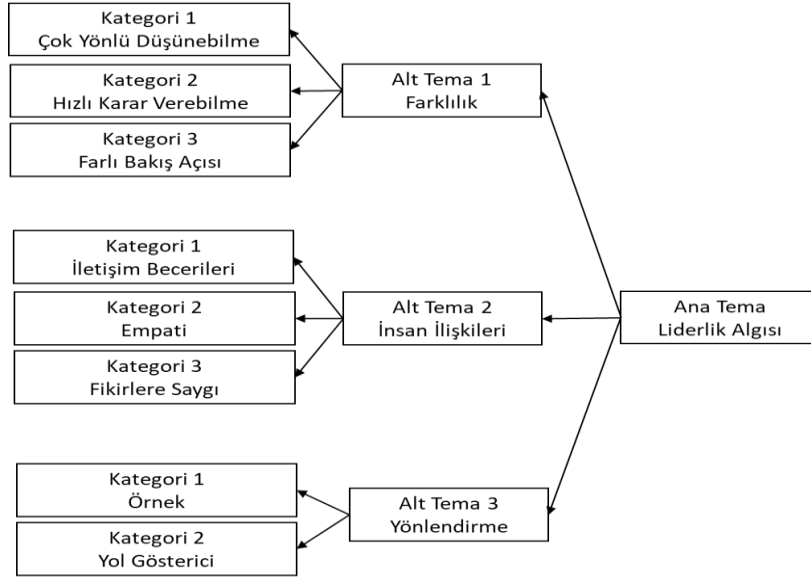 Kategori 1
Çok Yönlü Düşünebilme
Kategori 2
Hızlı Karar Verebilme
Kategori 3
Farlı Bakış Açısı
Alt Tema 1
Farklılık
Kategori 1
İletişim Becerileri
Kategori 2
Empati
Kategori 3
Fikirlere Saygı
Alt Tema 2
İnsan İlişkileri
Ana Tema
Liderlik Algısı
Kategori 1
Örnek
Kategori 2
Yol Gösterici
Alt Tema 3
Yönlendirme